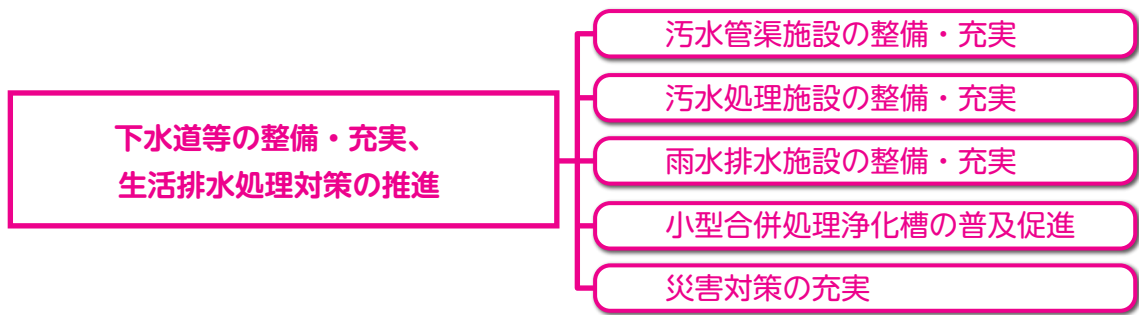 下水道等の整備・充実、
生活排水処理対策の推進
汚水管渠施設の整備・充実
汚水処理施設の整備・充実
雨水排水施設の整備・充実
小型合併処理浄化槽の普及促進
災害対策の充実